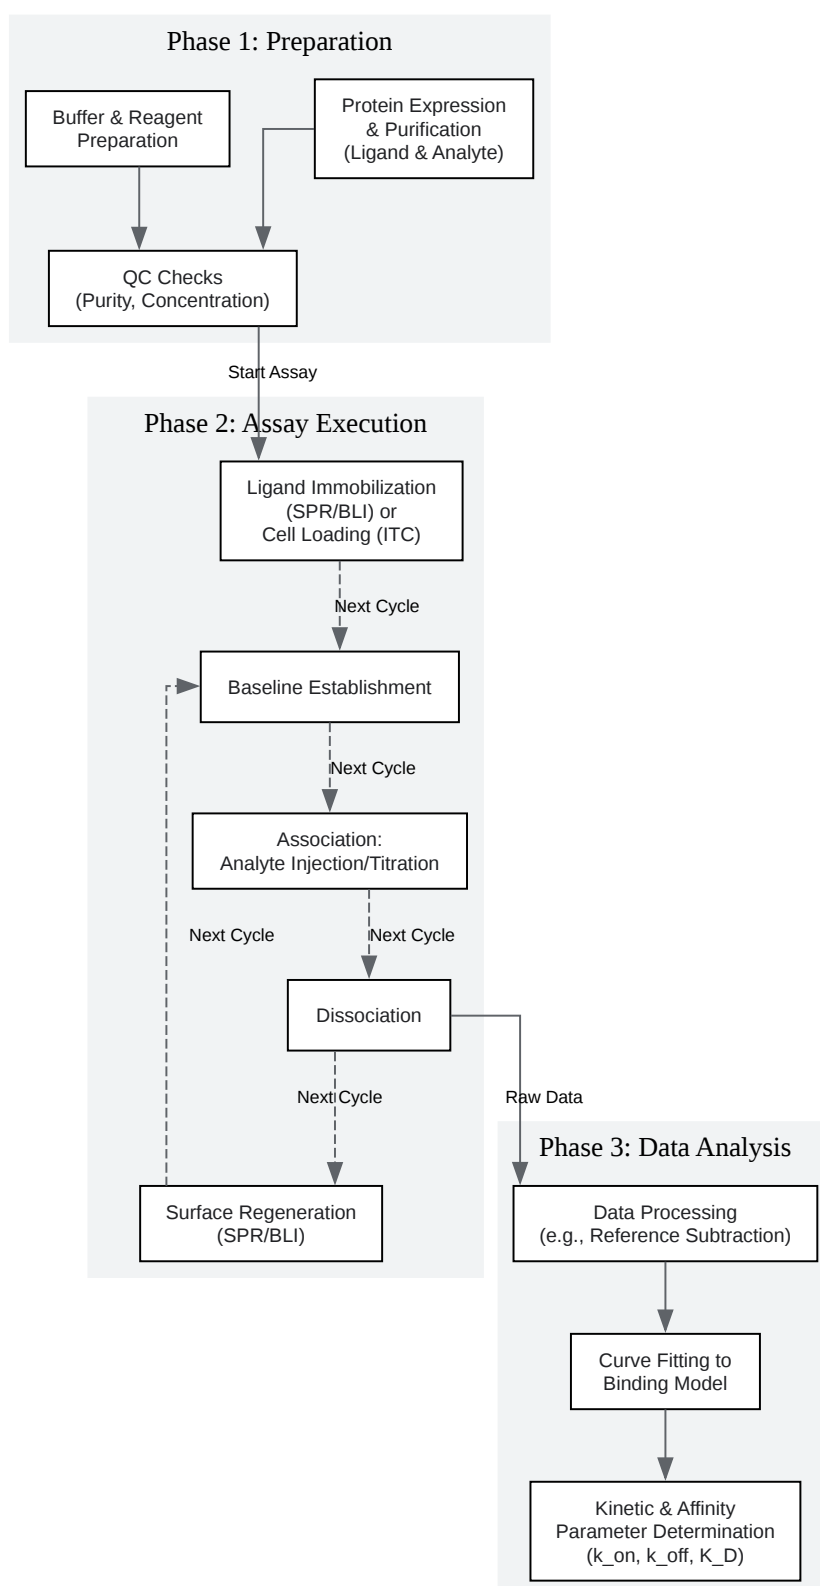 Phase 1: Preparation
Buffer & Reagent
Preparation
Protein Expression
& Purification
(Ligand & Analyte)
QC Checks
(Purity, Concentration)
Start Assay
Phase 2: Assay Execution
Ligand Immobilization
(SPR/BLI) or
Cell Loading (ITC)
Next Cycle
Baseline Establishment
Next Cycle
Association:
Analyte Injection/Titration
Next Cycle
Next Cycle
Dissociation
Next Cycle
Raw Data
Surface Regeneration
(SPR/BLI)
Phase 3: Data Analysis
Data Processing
(e.g., Reference Subtraction)
Curve Fitting to
Binding Model
Kinetic & Affinity
Parameter Determination
(k_on, k_off, K_D)